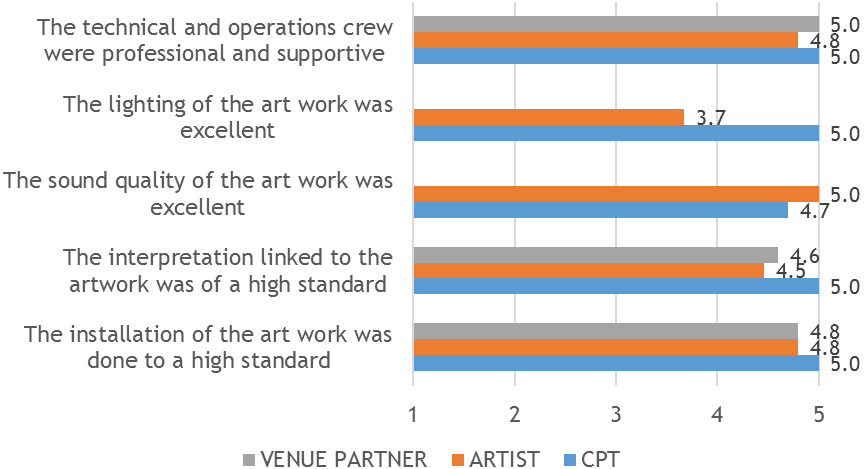 The technical and operations crew
were professional and supportive
5.0
4.8
5.0
The lighting of the art work was
excellent
3.7
5.0
The sound quality of the art work was
excellent
5.0
4.7
The interpretation linked to the
artwork was of a high standard
4.6
4.5
5.0
The installation of the art work was
done to a high standard
4.8
4.8
5.0
1 2 3 4 5
VENUE PARTNER ARTIST CPT